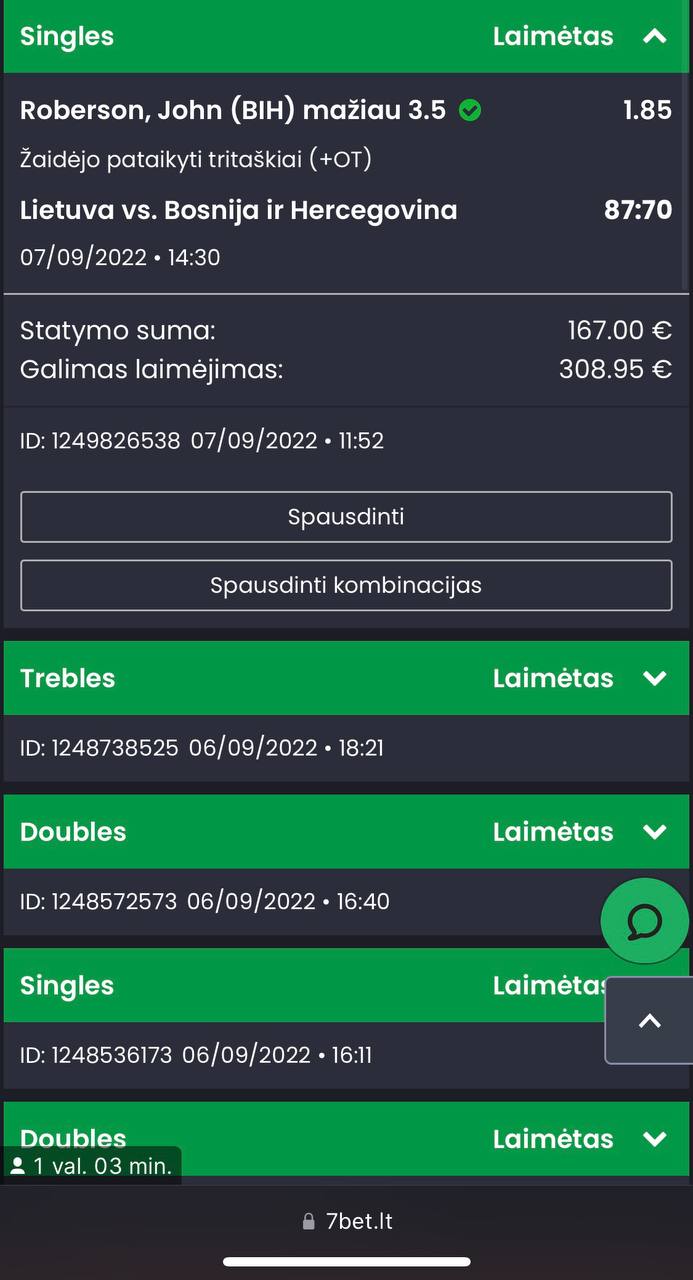 Singles Laimėtas
Roberson, John (BIH) mažiau 3.5 1.85
Žaidėjo pataikyti tritaškiai (+OT)
Lietuva vs. Bosnija ir Hercegovina 87:70
07/09/2022 • 14:30
Statymo suma: 167.00 €
Galimas laimėjimas: 308.95 €
ID: 1249826538 07/09/2022 • 11:52
Spausdinti
Spausdinti kombinacijas
Trebles Laimėtas
ID: 1248738525 06/09/2022 • 18:21
Doubles Laimėtas
ID: 1248572573 06/09/2022 • 16:40
Singles Laimėtas
ID: 1248536173 06/09/2022 • 16:11
Doubles Laimėtas
1 val. 03 min.
7bet.lt